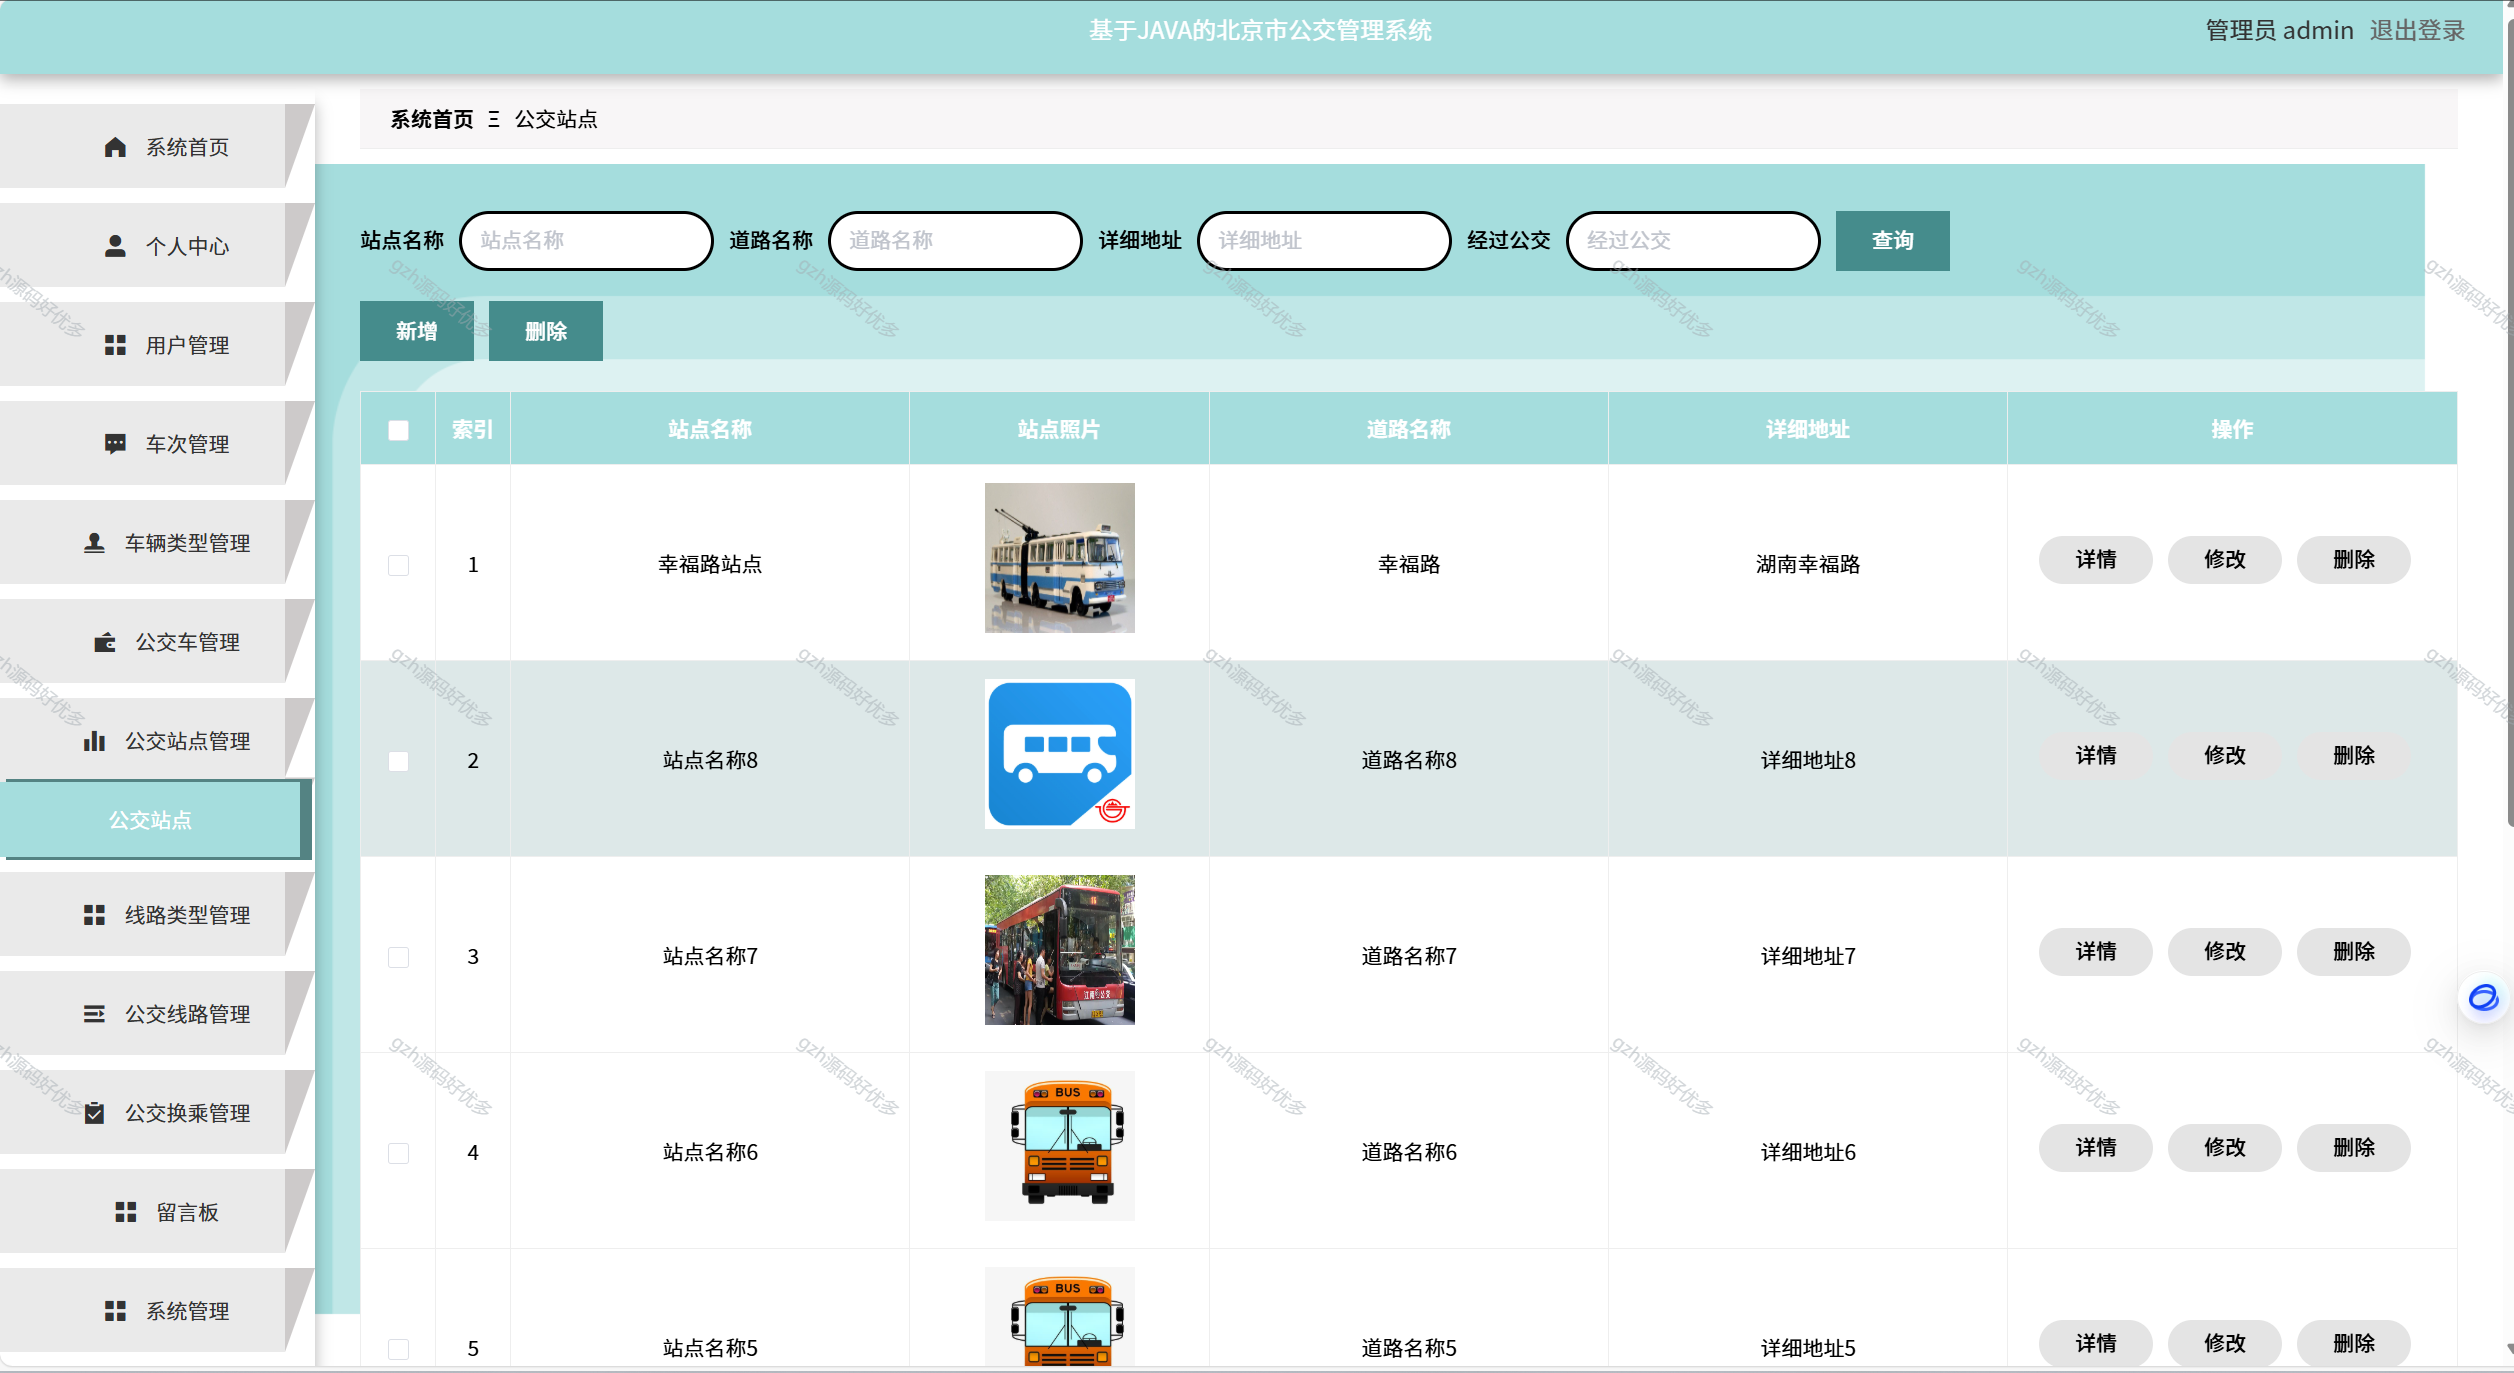 基于JAVA的北京市公交管理系统
管理员 admin 退出登录
系统首页 Ξ 公交站点
系统首页
个人中心
用户管理
车次管理
车辆类型管理
公交车管理
公交站点管理
公交站点
线路类型管理
公交线路管理
公交换乘管理
留言板
系统管理
站点名称 站点名称 道路名称 道路名称 详细地址 详细地址 经过公交 经过公交 查询
新增 删除
索引 站点名称 站点照片 道路名称 详细地址 操作
1 幸福路站点 幸福路 湖南幸福路 详情 修改 删除
2 站点名称8 道路名称8 详细地址8 详情 修改 删除
3 站点名称7 道路名称7 详细地址7 详情 修改 删除
BUS
4 站点名称6 道路名称6 详细地址6 详情 修改 删除
BUS
5 站点名称5 道路名称5 详细地址5 详情 修改 删除
gzh源码好优多